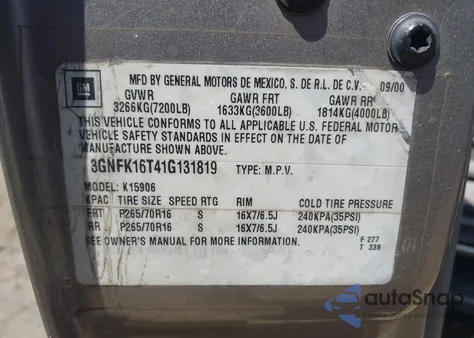 GM
MFD BY GENERAL MOTORS DE MEXICO, S. DE R.L. DE C.V. 09/00
GVWR GAWR FRT GAWR RR
3266KG(7200LB) 1633KG(3600LB) 1814KG(4000LB)
THIS VEHICLE CONFORMS TO ALL APPLICABLE U.S. FEDERAL MOTOR
VEHICLE SAFETY STANDARDS IN EFFECT ON THE DATE OF
MANUFACTURE SHOWN ABOVE.
3GNFK16T41G131819 TYPE: M.P.V.
MODEL: K15906
KPAC TIRE SIZE SPEED RTG RIM COLD TIRE PRESSURE
FRT P265/70R16 S 16X7/6.5J 240KPA(35PSI)
RR P265/70R16 S 16X7/6.5J 240KPA(35PSI)
SEE OWNER'S MANUAL FOR MORE INFORMATION. F 277
T 238
autoSnap